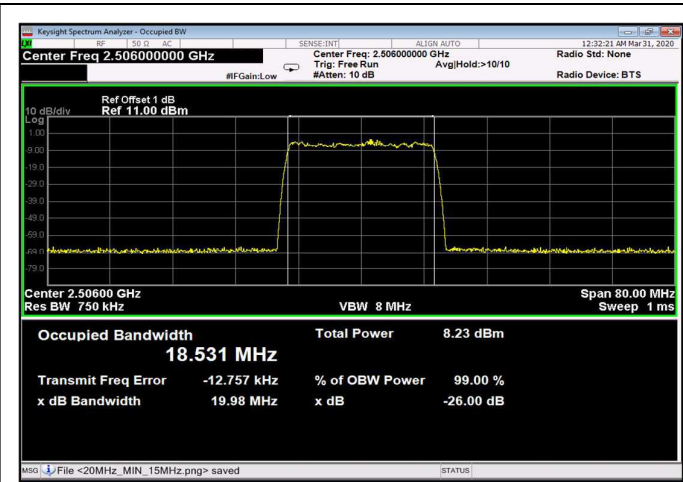 Keysight Spectrum Analyzer - Occupied BW
LXI RF 50 Ω AC SENSE:INT ALIGN AUTO 12:32:21 AM Mar 31, 2020
Center Freq 2.506000000 GHz Center Freq: 2.506000000 GHz Radio Std: None
Trig: Free Run Avg|Hold:>10/10
#IFGain:Low #Atten: 10 dB Radio Device: BTS
Ref Offset 1 dB
10 dB/div Ref 11.00 dBm
Log
1.00
-9.00
-19.0
-29.0
-39.0
-49.0
-59.0
-69.0
-79.0
Center 2.50600 GHz Span 80.00 MHz
Res BW 750 kHz VBW 8 MHz Sweep 1 ms
Occupied Bandwidth Total Power 8.23 dBm
18.531 MHz
Transmit Freq Error -12.757 kHz % of OBW Power 99.00 %
x dB Bandwidth 19.98 MHz x dB -26.00 dB
MSG File <20MHz_MIN_15MHz.png> saved STATUS